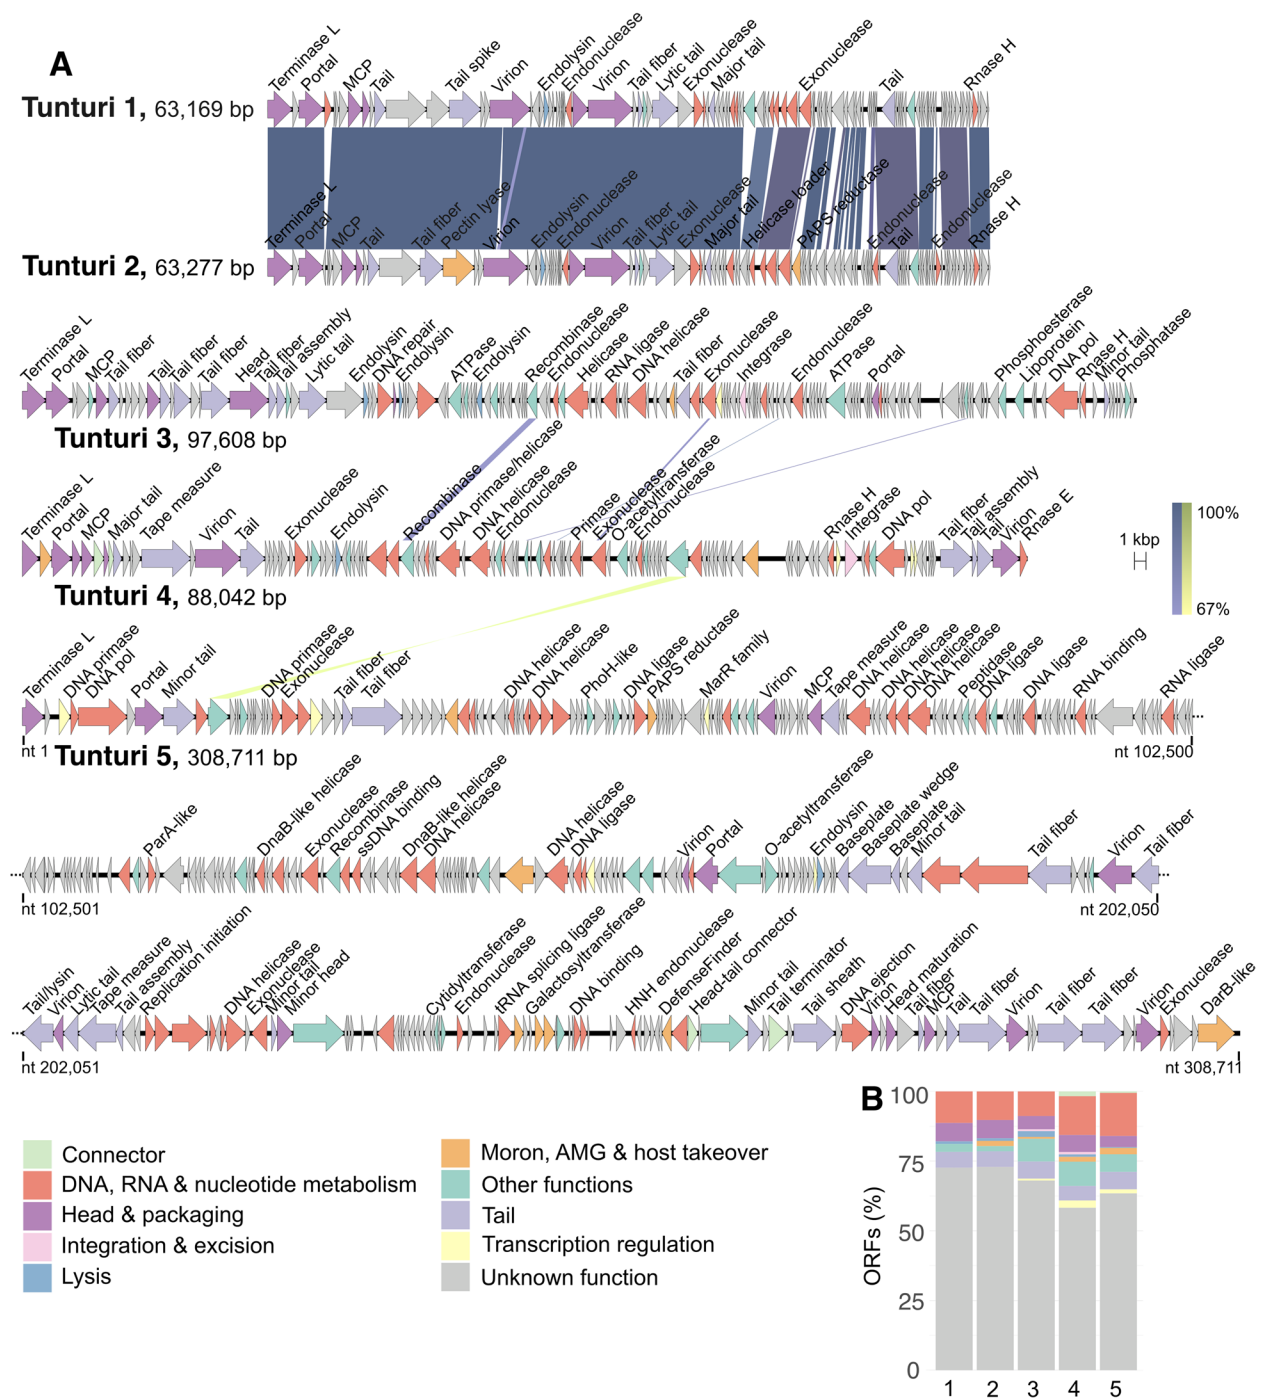 A
Terminase L Portal MCP Tail Tail spike Virion Endolysin Endonuclease Virion Tail fiber Lytic tail Exonuclease Major tail Exonuclease Tail Rnase H
Tunturi 1, 63,169 bp
Terminase L Portal MCP Tail Tail fiber Pectin lyase Virion Endolysin Endonuclease Virion Tail fiber Lytic tail Exonuclease Major tail Helicase loader PAPS reductase Endonuclease Tail Endonuclease Rnase H
Tunturi 2, 63,277 bp
Terminase L Portal MCP Tail fiber Tail Tail fiber Tail fiber Head Tail fiber Tail assembly Lytic tail Endolysin DNA repair Endolysin ATPase Endolysin Recombinase Endonuclease Helicase RNA ligase DNA helicase Tail fiber Exonuclease Integrase Endonuclease ATPase Portal Phosphoesterase Lipoprotein DNA pol Rnase H Minor tail Phosphatase
Tunturi 3, 97,608 bp
Terminase L Portal MCP Major tail Tape measure Virion Tail Exonuclease Endolysin Recombinase DNA primase/helicase DNA helicase Endonuclease Primase Exonuclease O-acetyltransferase Endonuclease Rnase H Integrase DNA pol Tail fiber Tail assembly Tail Virion Rnase E
Tunturi 4, 88,042 bp
1 kbp
100%
67%
Terminase L DNA primase DNA pol Portal Minor tail DNA primase Exonuclease Tail fiber Tail fiber DNA helicase DNA helicase PhoH-like DNA ligase PAPS reductase MarR family Virion MCP Tape measure DNA helicase DNA helicase DNA helicase DNA helicase Peptidase DNA ligase DNA ligase RNA binding RNA ligase
nt 1
Tunturi 5, 308,711 bp
nt 102,500
ParA-like DnaB-like helicase Exonuclease Recombinase ssDNA binding DnaB-like helicase DNA helicase DNA helicase DNA ligase Virion Portal O-acetyltransferase Endolysin Baseplate Baseplate wedge Baseplate Minor tail Tail fiber Virion Tail fiber
nt 102,501
nt 202,050
Tail/lysin Virion Lytic tail Tape measure Tail assembly Replication initiation DNA helicase Exonuclease Minor tail Minor head Cytidyltransferase Endonuclease tRNA splicing ligase Galactosyltransferase DNA binding HNH endonuclease DefenseFinder Head-tail connector Minor tail Tail terminator Tail sheath DNA ejection Virion Head maturation Tail fiber MCP Tail Tail fiber Virion Tail fiber Tail fiber Virion Exonuclease DarB-like
nt 202,051
nt 308,711
Connector
DNA, RNA & nucleotide metabolism
Head & packaging
Integration & excision
Lysis
Moron, AMG & host takeover
Other functions
Tail
Transcription regulation
Unknown function
B
ORFs (%)
100
75
50
25
0
1 2 3 4 5